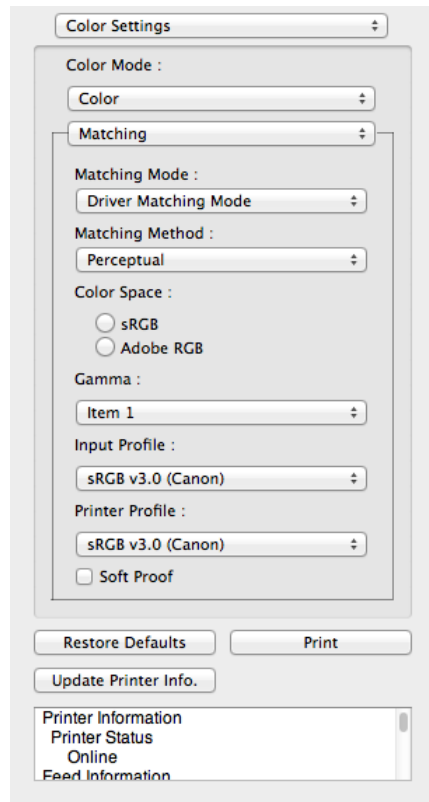 Color Settings
Color Mode :
Color
Matching
Matching Mode :
Driver Matching Mode
Matching Method :
Perceptual
Color Space :
sRGB
Adobe RGB
Gamma :
Item 1
Input Profile :
sRGB v3.0 (Canon)
Printer Profile :
sRGB v3.0 (Canon)
Soft Proof
Restore Defaults Print
Update Printer Info.
Printer Information
Printer Status
Online
Feed Information